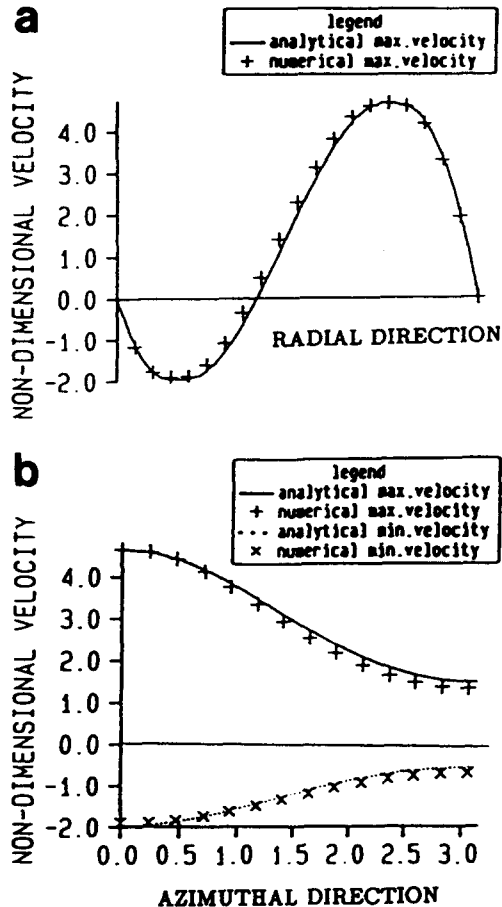 a
legend
analytical max.velocity
numerical max.velocity
NON-DIMENSIONAL VELOCITY
4.0
3.0
2.0
1.0
0.0
-1.0
-2.0
RADIAL DIRECTION
b
legend
analytical max.velocity
numerical max.velocity
analytical min.velocity
numerical min.velocity
NON-DIMENSIONAL VELOCITY
4.0
3.0
2.0
1.0
0.0
-1.0
-2.0
0.0 0.5 1.0 1.5 2.0 2.5 3.0
AZIMUTHAL DIRECTION